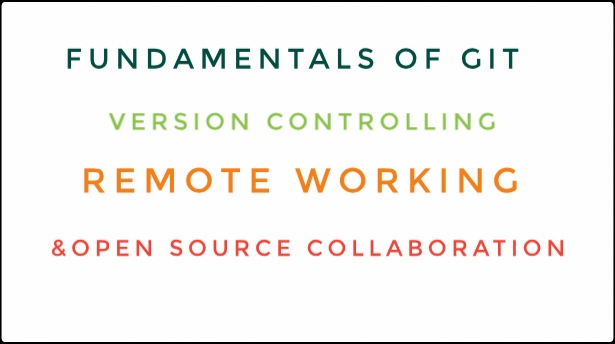 FUNDAMENTALS OF GIT
VERSION CONTROLLING
REMOTE WORKING
&OPEN SOURCE COLLABORATION